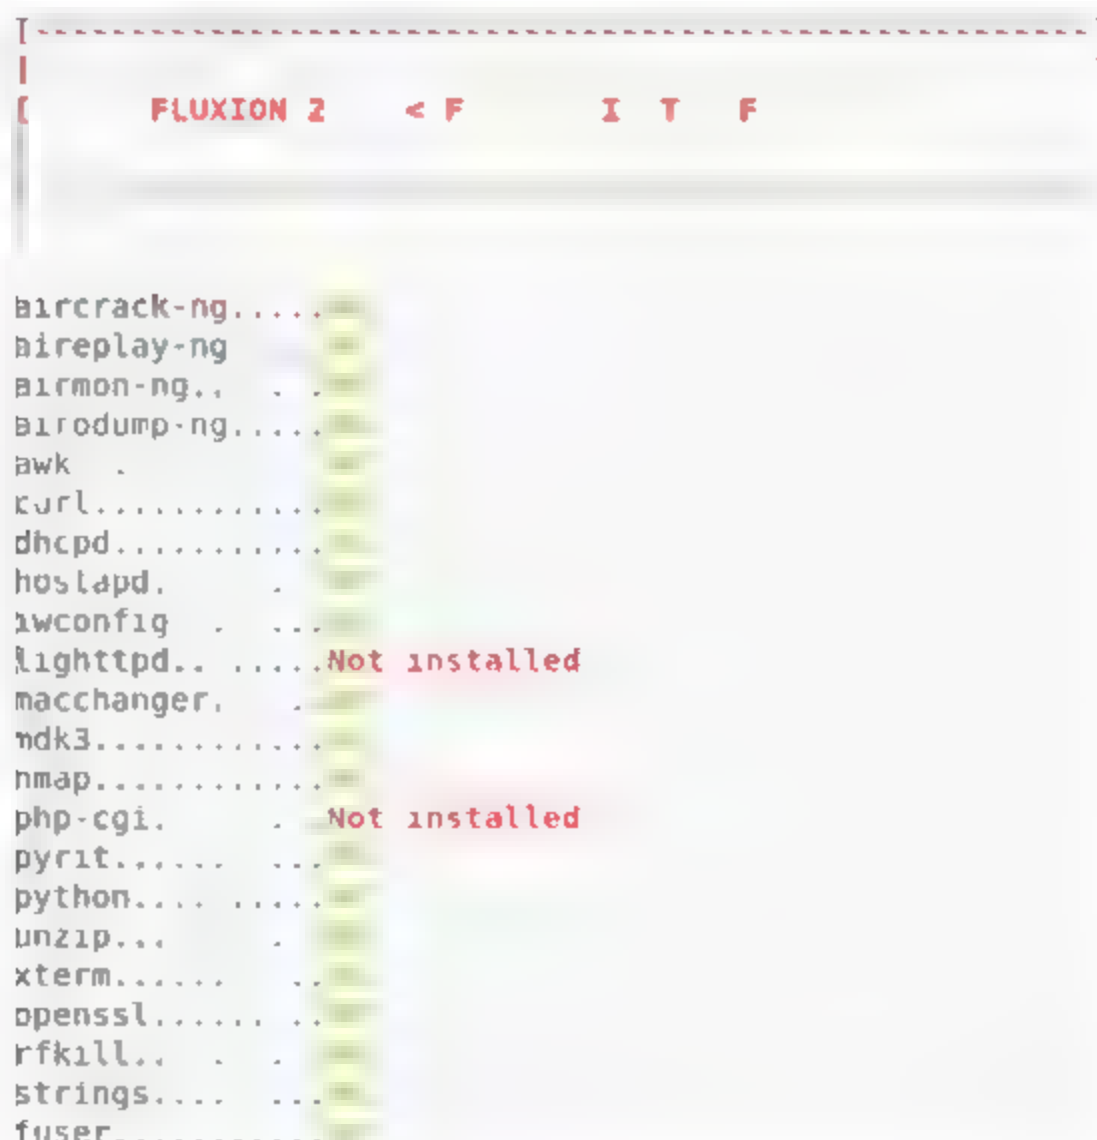 FLUXION 2 < F I T F
aircrack-ng.....
aireplay-ng
airmon-ng.. . .
airodump-ng.....
awk .
curl............
dhcpd...........
hostapd. .
iwconfig . ...
lighttpd.. .....Not installed
macchanger. .
mdk3............
nmap............
php-cgi. . Not installed
pyrit...... ...
python.... .....
unzip... .
xterm...... ..
openssl...... ..
rfkill.. . .
strings.... ...
fuser...........